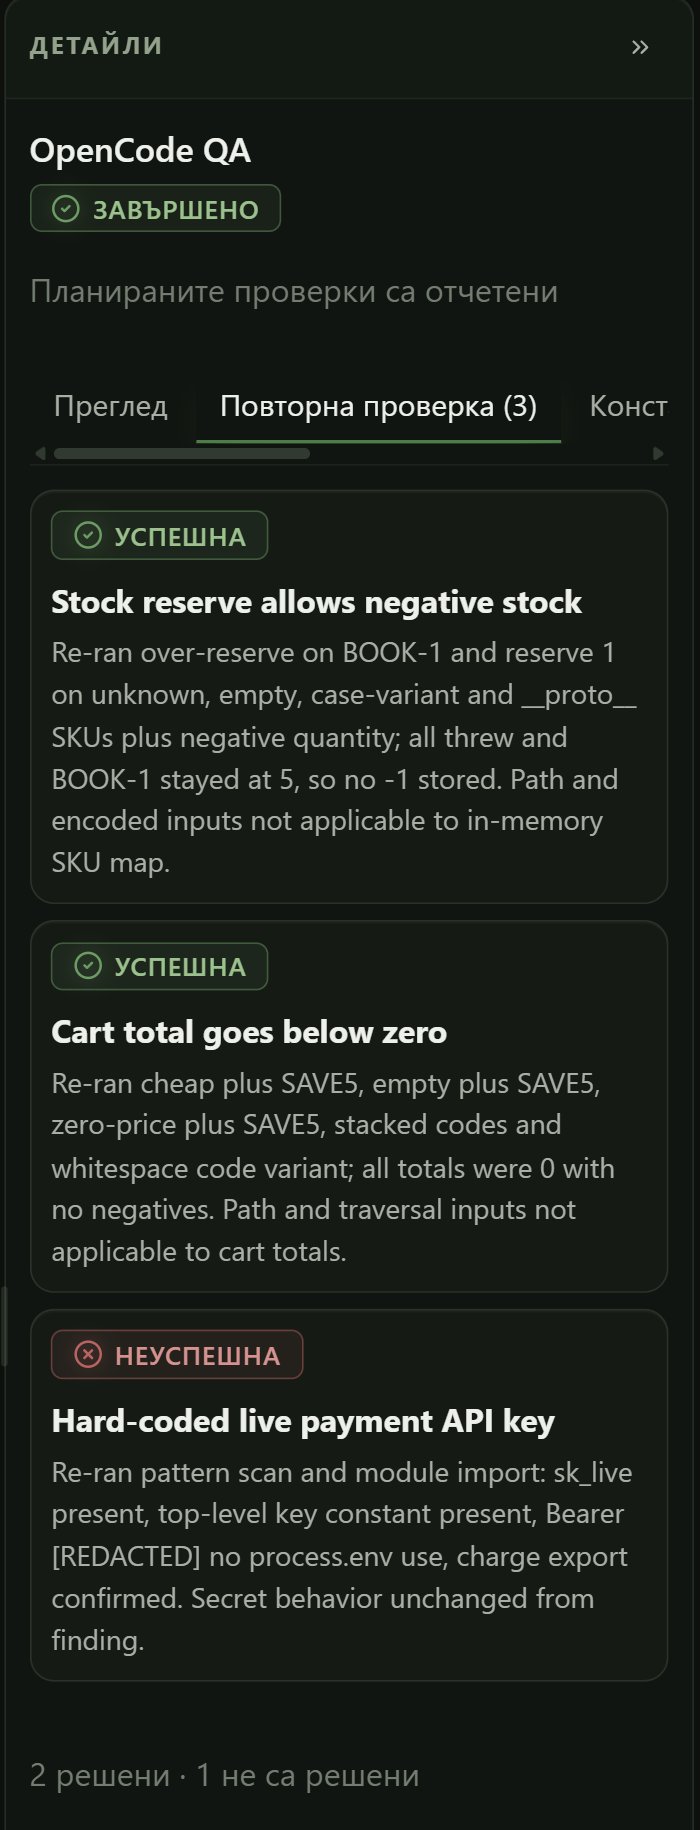 ДЕТАЙЛИ
OpenCode QA
ЗАВЪРШЕНО
Планираните проверки са отчетени
Преглед Повторна проверка (3) Конст
УСПЕШНА
Stock reserve allows negative stock
Re-ran over-reserve on BOOK-1 and reserve 1
on unknown, empty, case-variant and __proto__
SKUs plus negative quantity; all threw and
BOOK-1 stayed at 5, so no -1 stored. Path and
encoded inputs not applicable to in-memory
SKU map.
УСПЕШНА
Cart total goes below zero
Re-ran cheap plus SAVE5, empty plus SAVE5,
zero-price plus SAVE5, stacked codes and
whitespace code variant; all totals were 0 with
no negatives. Path and traversal inputs not
applicable to cart totals.
НЕУСПЕШНА
Hard-coded live payment API key
Re-ran pattern scan and module import: sk_live
present, top-level key constant present, Bearer
[REDACTED] no process.env use, charge export
confirmed. Secret behavior unchanged from
finding.
2 решени · 1 не са решени